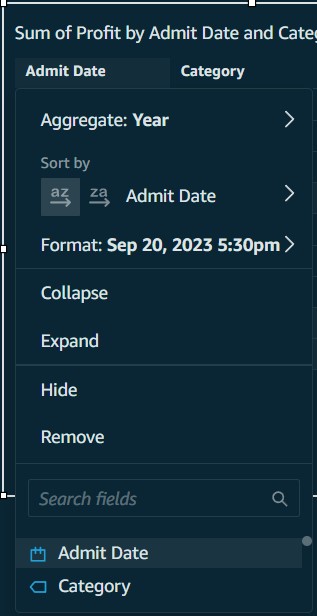 Sum of Profit by Admit Date and Cate
Admit Date Category
Aggregate: Year
Sort by
az za Admit Date
Format: Sep 20, 2023 5:30pm
Collapse
Expand
Hide
Remove
Search fields
Admit Date
Category